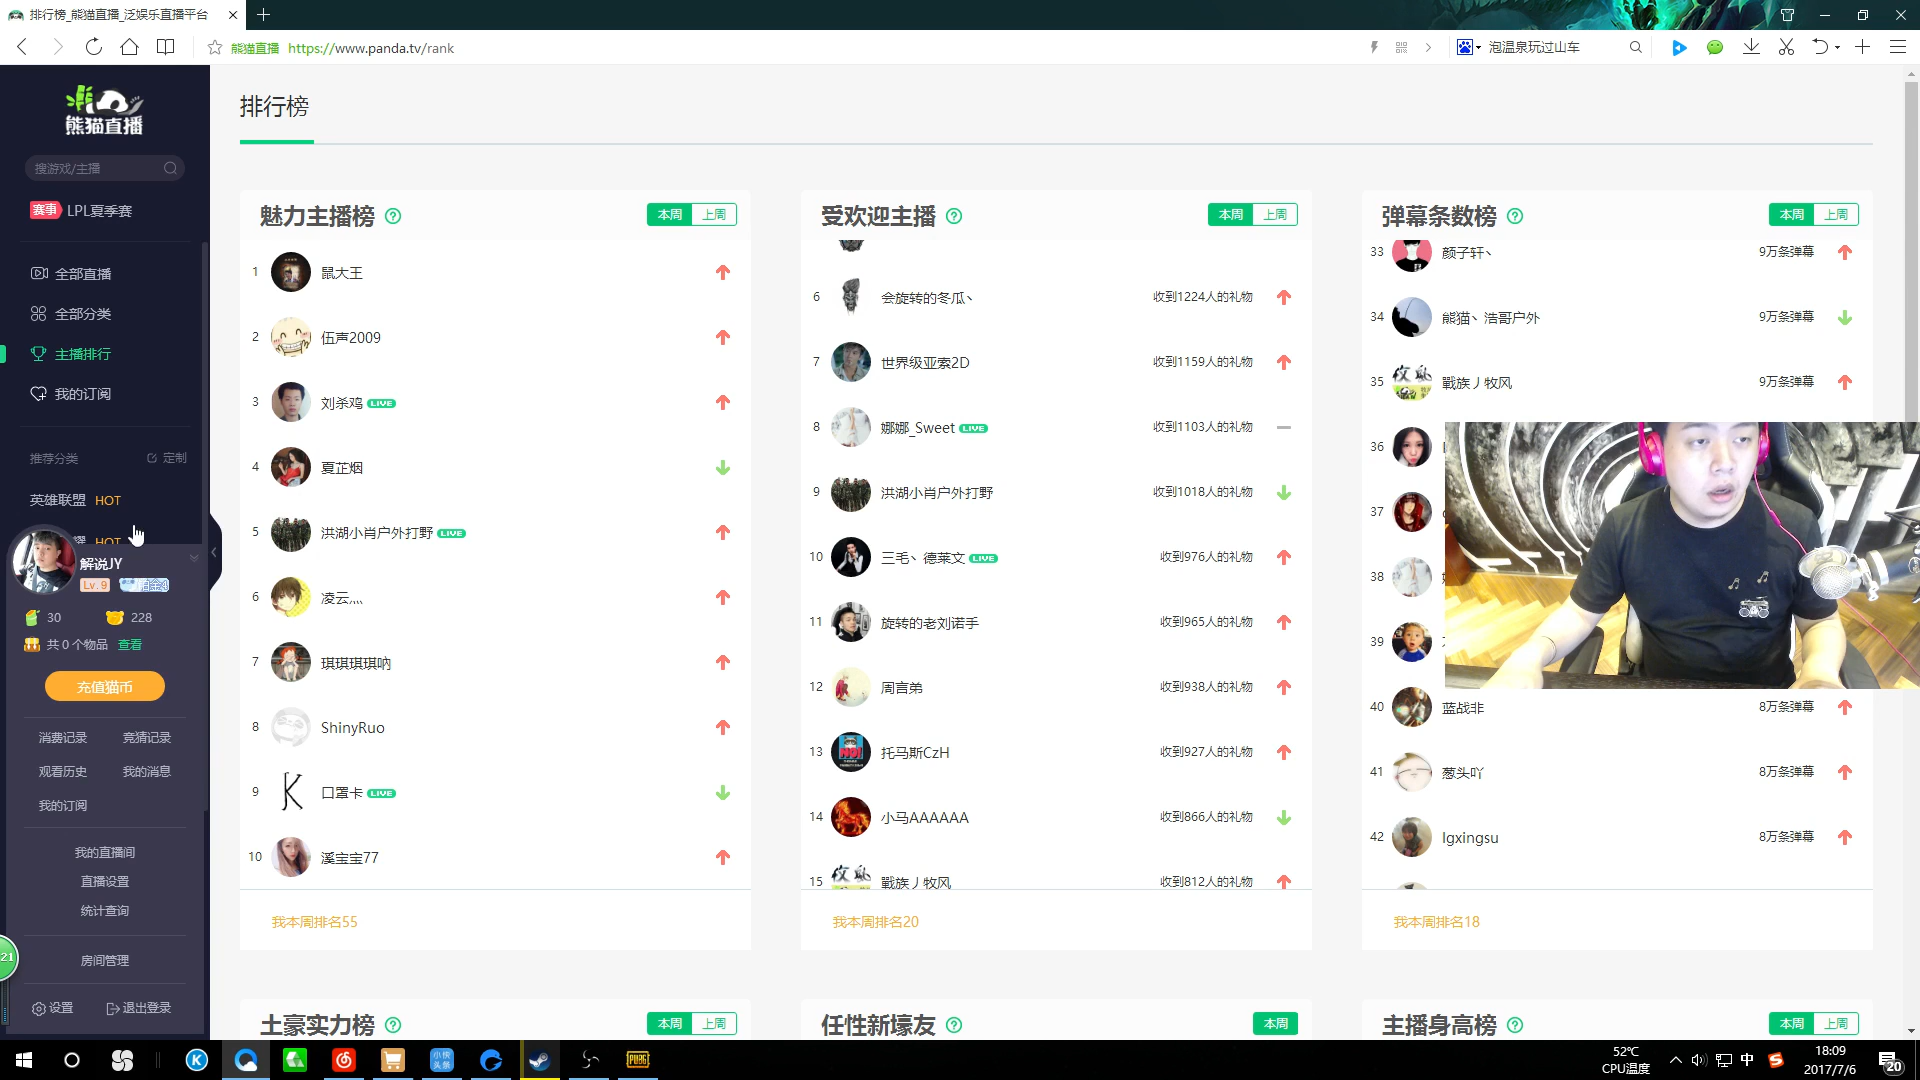 排行榜_熊猫直播_泛娱乐直播平台
熊猫直播 https://www.panda.tv/rank
泡温泉玩过山车
熊猫直播
搜游戏/主播
赛事 LPL夏季赛
全部直播
全部分类
主播排行
我的订阅
推荐分类 定制
英雄联盟 HOT
HOT
解说JY
Lv.9
30 228
共0个物品 查看
充值猫币
消费记录 竞猜记录
观看历史 我的消息
我的订阅
我的直播间
直播设置
统计查询
房间管理
设置 退出登录
21
排行榜
魅力主播榜 本周 上周
1 鼠大王
2 伍声2009
3 刘杀鸡 LIVE
4 夏芷烟
5 洪湖小肖户外打野 LIVE
6 凌云灬
7 琪琪琪琪呐
8 ShinyRuo
9 口罩卡 LIVE
10 溪宝宝77
我本周排名55
受欢迎主播 本周 上周
6 会旋转的冬瓜丶 收到1224人的礼物
7 世界级亚索2D 收到1159人的礼物
8 娜娜_Sweet LIVE 收到1103人的礼物
9 洪湖小肖户外打野 收到1018人的礼物
10 三毛丶德莱文 LIVE 收到976人的礼物
11 旋转的老刘诺手 收到965人的礼物
12 周言弟 收到938人的礼物
13 托马斯CzH 收到927人的礼物
14 小马AAAAAA 收到866人的礼物
15 戰族丿牧风 收到812人的礼物
我本周排名20
弹幕条数榜 本周 上周
33 颜子轩丶 9万条弹幕
34 熊猫丶浩哥户外 9万条弹幕
35 戰族丿牧风 9万条弹幕
36
37
38
39
40 蓝战非 8万条弹幕
41 葱头吖 8万条弹幕
42 lgxingsu 8万条弹幕
我本周排名18
土豪实力榜 本周 上周
任性新壕友 本周
主播身高榜 本周 上周
PUBG
52℃
CPU温度
中
18:09
2017/7/6
20